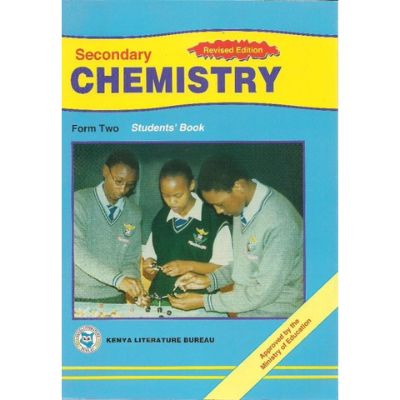 Secondary
Revised Edition
CHEMISTRY
Form Two Students' Book
KENYA LITERATURE BUREAU
Approved by the
Ministry of Education